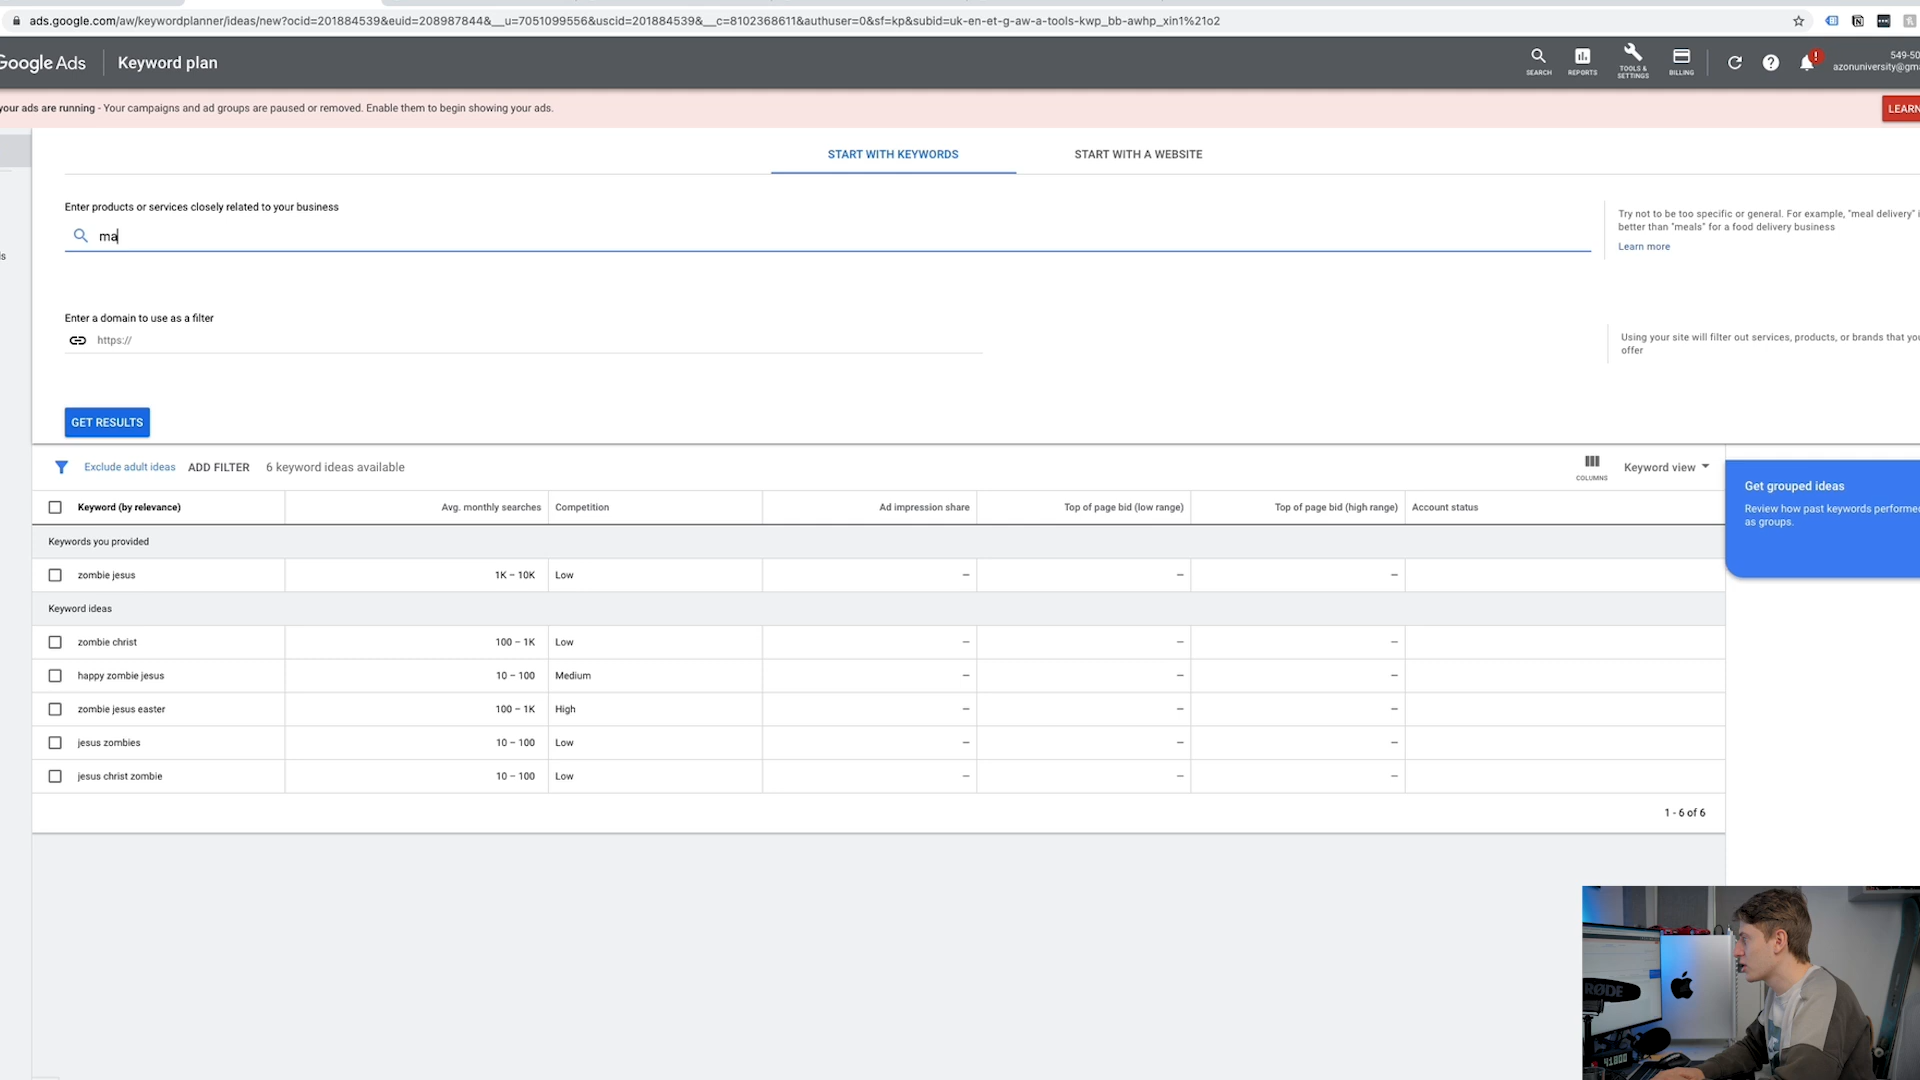 ads.google.com/aw/keywordplanner/ideas/new?ocid=201884539&euid=208987844&__u=7051099556&uscid=201884539&__c=8102368611&authuser=0&sf=kp&subid=uk-en-et-g-aw-a-tools-kwp_bb-awhp_xin1%21o2
Google Ads Keyword plan
SEARCH REPORTS TOOLS & SETTINGS BILLING
549-50
azonuniversity@gma
your ads are running - Your campaigns and ad groups are paused or removed. Enable them to begin showing your ads.
LEARN
START WITH KEYWORDS START WITH A WEBSITE
Enter products or services closely related to your business
ma
Try not to be too specific or general. For example, "meal delivery" i
better than "meals" for a food delivery business
Learn more
s
Enter a domain to use as a filter
https://
Using your site will filter out services, products, or brands that you
offer
GET RESULTS
Exclude adult ideas ADD FILTER 6 keyword ideas available
COLUMNS
Keyword view
Get grouped ideas
Review how past keywords performed
as groups.
Keyword (by relevance) Avg. monthly searches Competition Ad impression share Top of page bid (low range) Top of page bid (high range) Account status
Keywords you provided
zombie jesus 1K – 10K Low – – –
Keyword ideas
zombie christ 100 – 1K Low – – –
happy zombie jesus 10 – 100 Medium – – –
zombie jesus easter 100 – 1K High – – –
jesus zombies 10 – 100 Low – – –
jesus christ zombie 10 – 100 Low – – –
1 - 6 of 6
RØDE
41800